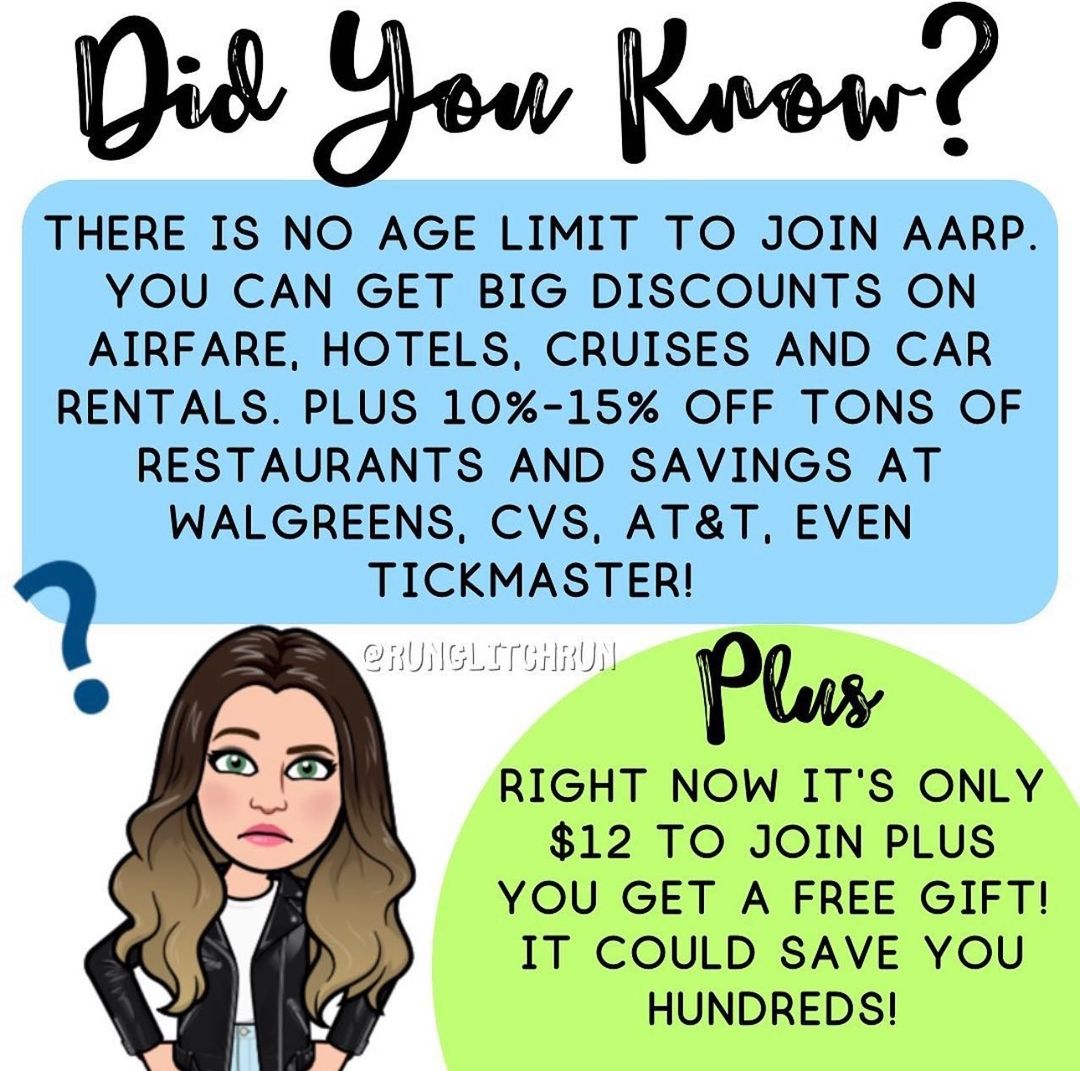 Did You Know?
THERE IS NO AGE LIMIT TO JOIN AARP.
YOU CAN GET BIG DISCOUNTS ON
AIRFARE, HOTELS, CRUISES AND CAR
RENTALS. PLUS 10%-15% OFF TONS OF
RESTAURANTS AND SAVINGS AT
WALGREENS, CVS, AT&T, EVEN
TICKMASTER!
?
@RUNGLITCHRUN
Plus
RIGHT NOW IT'S ONLY
$12 TO JOIN PLUS
YOU GET A FREE GIFT!
IT COULD SAVE YOU
HUNDREDS!